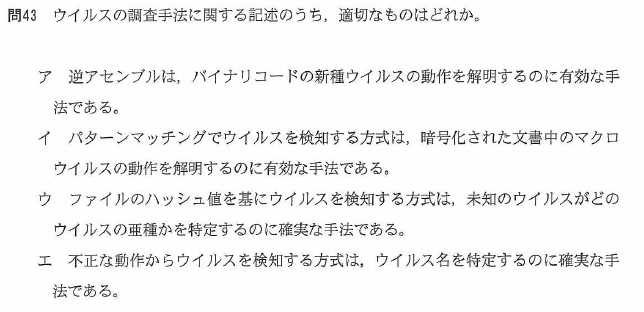 問43 ウイルスの調査手法に関する記述のうち，適切なものはどれか。
ア 逆アセンブルは，バイナリコードの新種ウイルスの動作を解明するのに有効な手
法である。
イ パターンマッチングでウイルスを検知する方式は，暗号化された文書中のマクロ
ウイルスの動作を解明するのに有効な手法である。
ウ ファイルのハッシュ値を基にウイルスを検知する方式は，未知のウイルスがどの
ウイルスの亜種かを特定するのに確実な手法である。
エ 不正な動作からウイルスを検知する方式は，ウイルス名を特定するのに確実な手
法である。